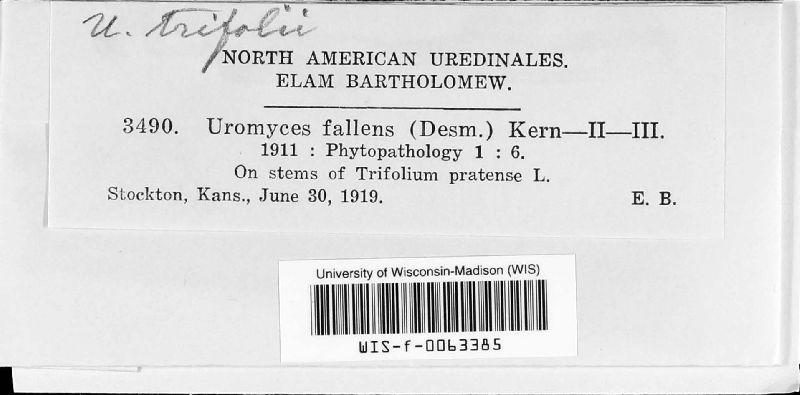 U. trifolii
NORTH AMERICAN UREDINALES.
ELAM BARTHOLOMEW.
3490. Uromyces fallens (Desm.) Kern—II—III.
1911 : Phytopathology 1 : 6.
On stems of Trifolium pratense L.
Stockton, Kans., June 30, 1919. E. B.
University of Wisconsin-Madison (WIS)
WIS-f-0063385